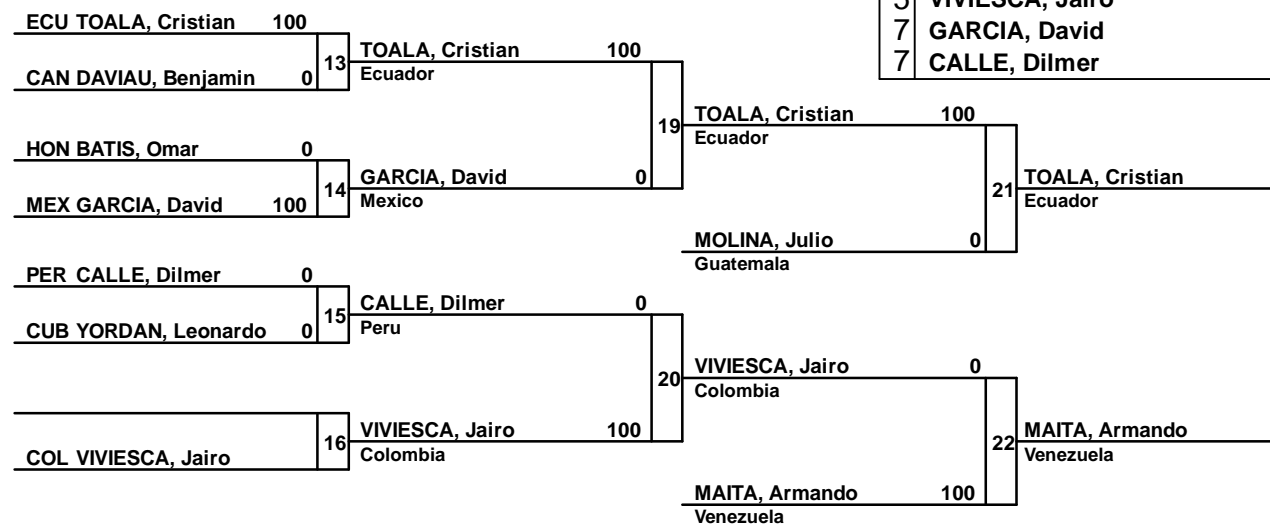 5 VIVIESCA, Jairo
7 GARCIA, David
7 CALLE, Dilmer
ECU TOALA, Cristian 100
CAN DAVIAU, Benjamin 0
13
TOALA, Cristian 100
Ecuador
HON BATIS, Omar 0
MEX GARCIA, David 100
14
GARCIA, David 0
Mexico
19
TOALA, Cristian 100
Ecuador
MOLINA, Julio 0
Guatemala
21
TOALA, Cristian
Ecuador
PER CALLE, Dilmer 0
CUB YORDAN, Leonardo 0
15
CALLE, Dilmer 0
Peru
COL VIVIESCA, Jairo
16
VIVIESCA, Jairo 100
Colombia
20
VIVIESCA, Jairo 0
Colombia
MAITA, Armando 100
Venezuela
22
MAITA, Armando
Venezuela